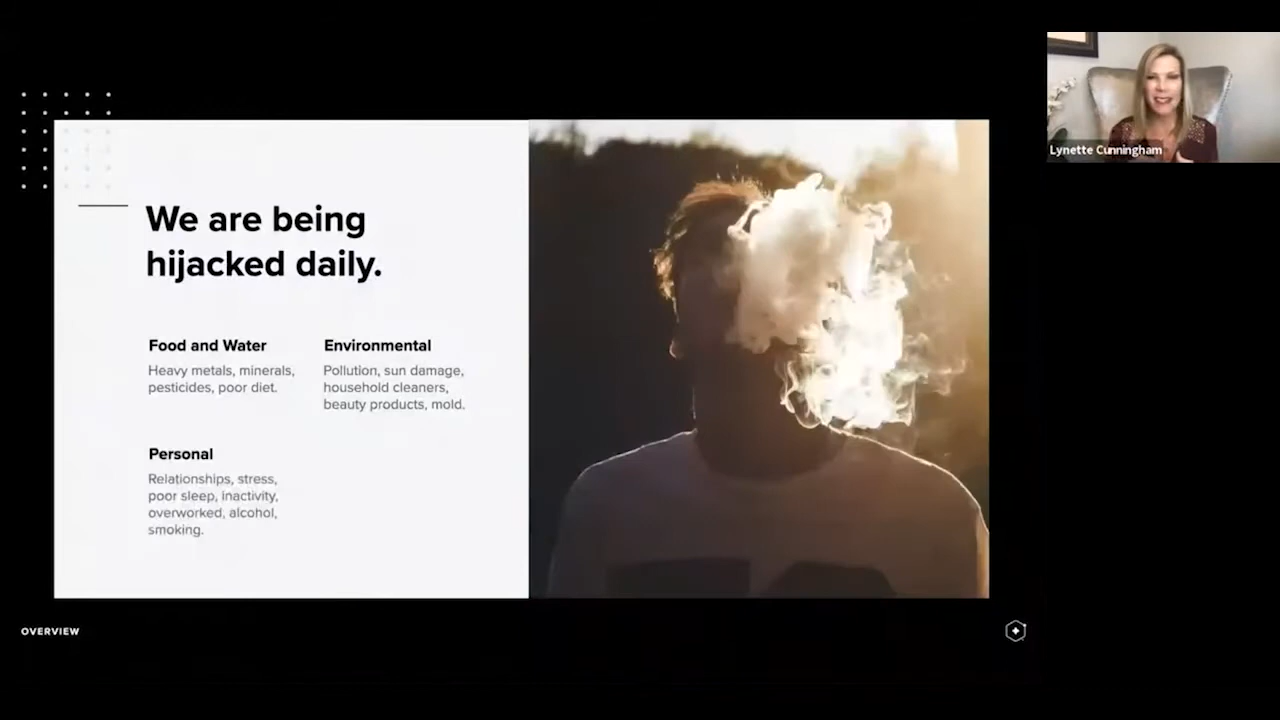 We are being
hijacked daily.
Food and Water
Heavy metals, minerals,
pesticides, poor diet.
Environmental
Pollution, sun damage,
household cleaners,
beauty products, mold.
Personal
Relationships, stress,
poor sleep, inactivity,
overworked, alcohol,
smoking.
OVERVIEW
Lynette Cunningham